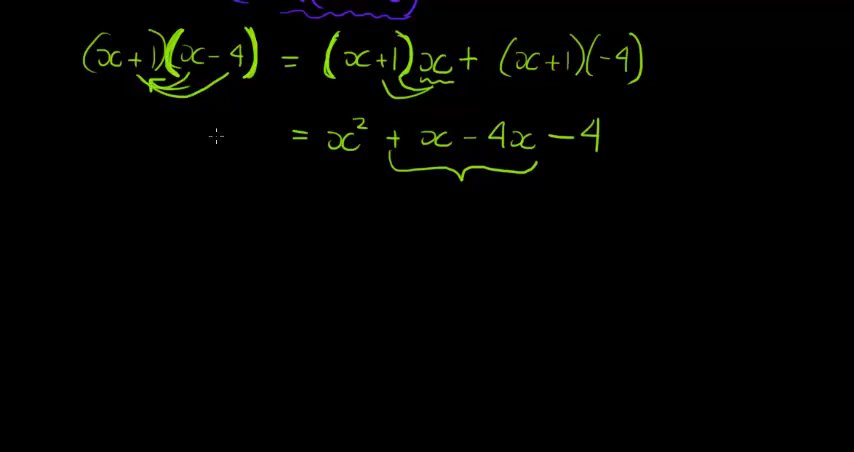 (x+1)(x-4) = (x+1)x + (x+1)(-4)
= x² + x - 4x - 4